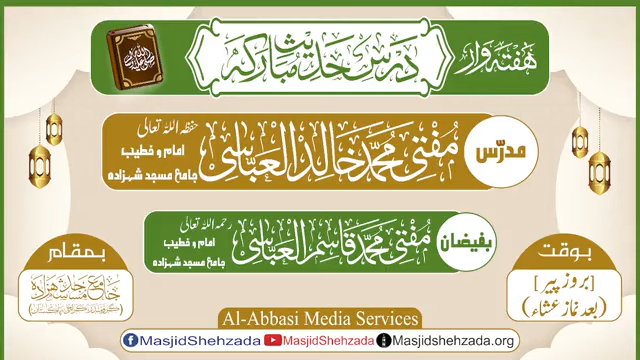 ہفتہ وار
درسِ حدیث مبارکہ
مدرّس
مفتی محمد خالد العباسی
حفظہ اللہ تعالی
امام و خطیب
جامع مسجد شہزادہ
بفیضان
مفتی محمد قاسم العباسی
رحمہ اللہ تعالی
امام و خطیب
جامع مسجد شہزادہ
بوقت
[بروز پیر]
(بعد نماز عشاء)
بمقام
جامع مسجد شہزادہ
Al-Abbasi Media Services
MasjidShehzada
MasjidShehzada
Masjidshehzada.org